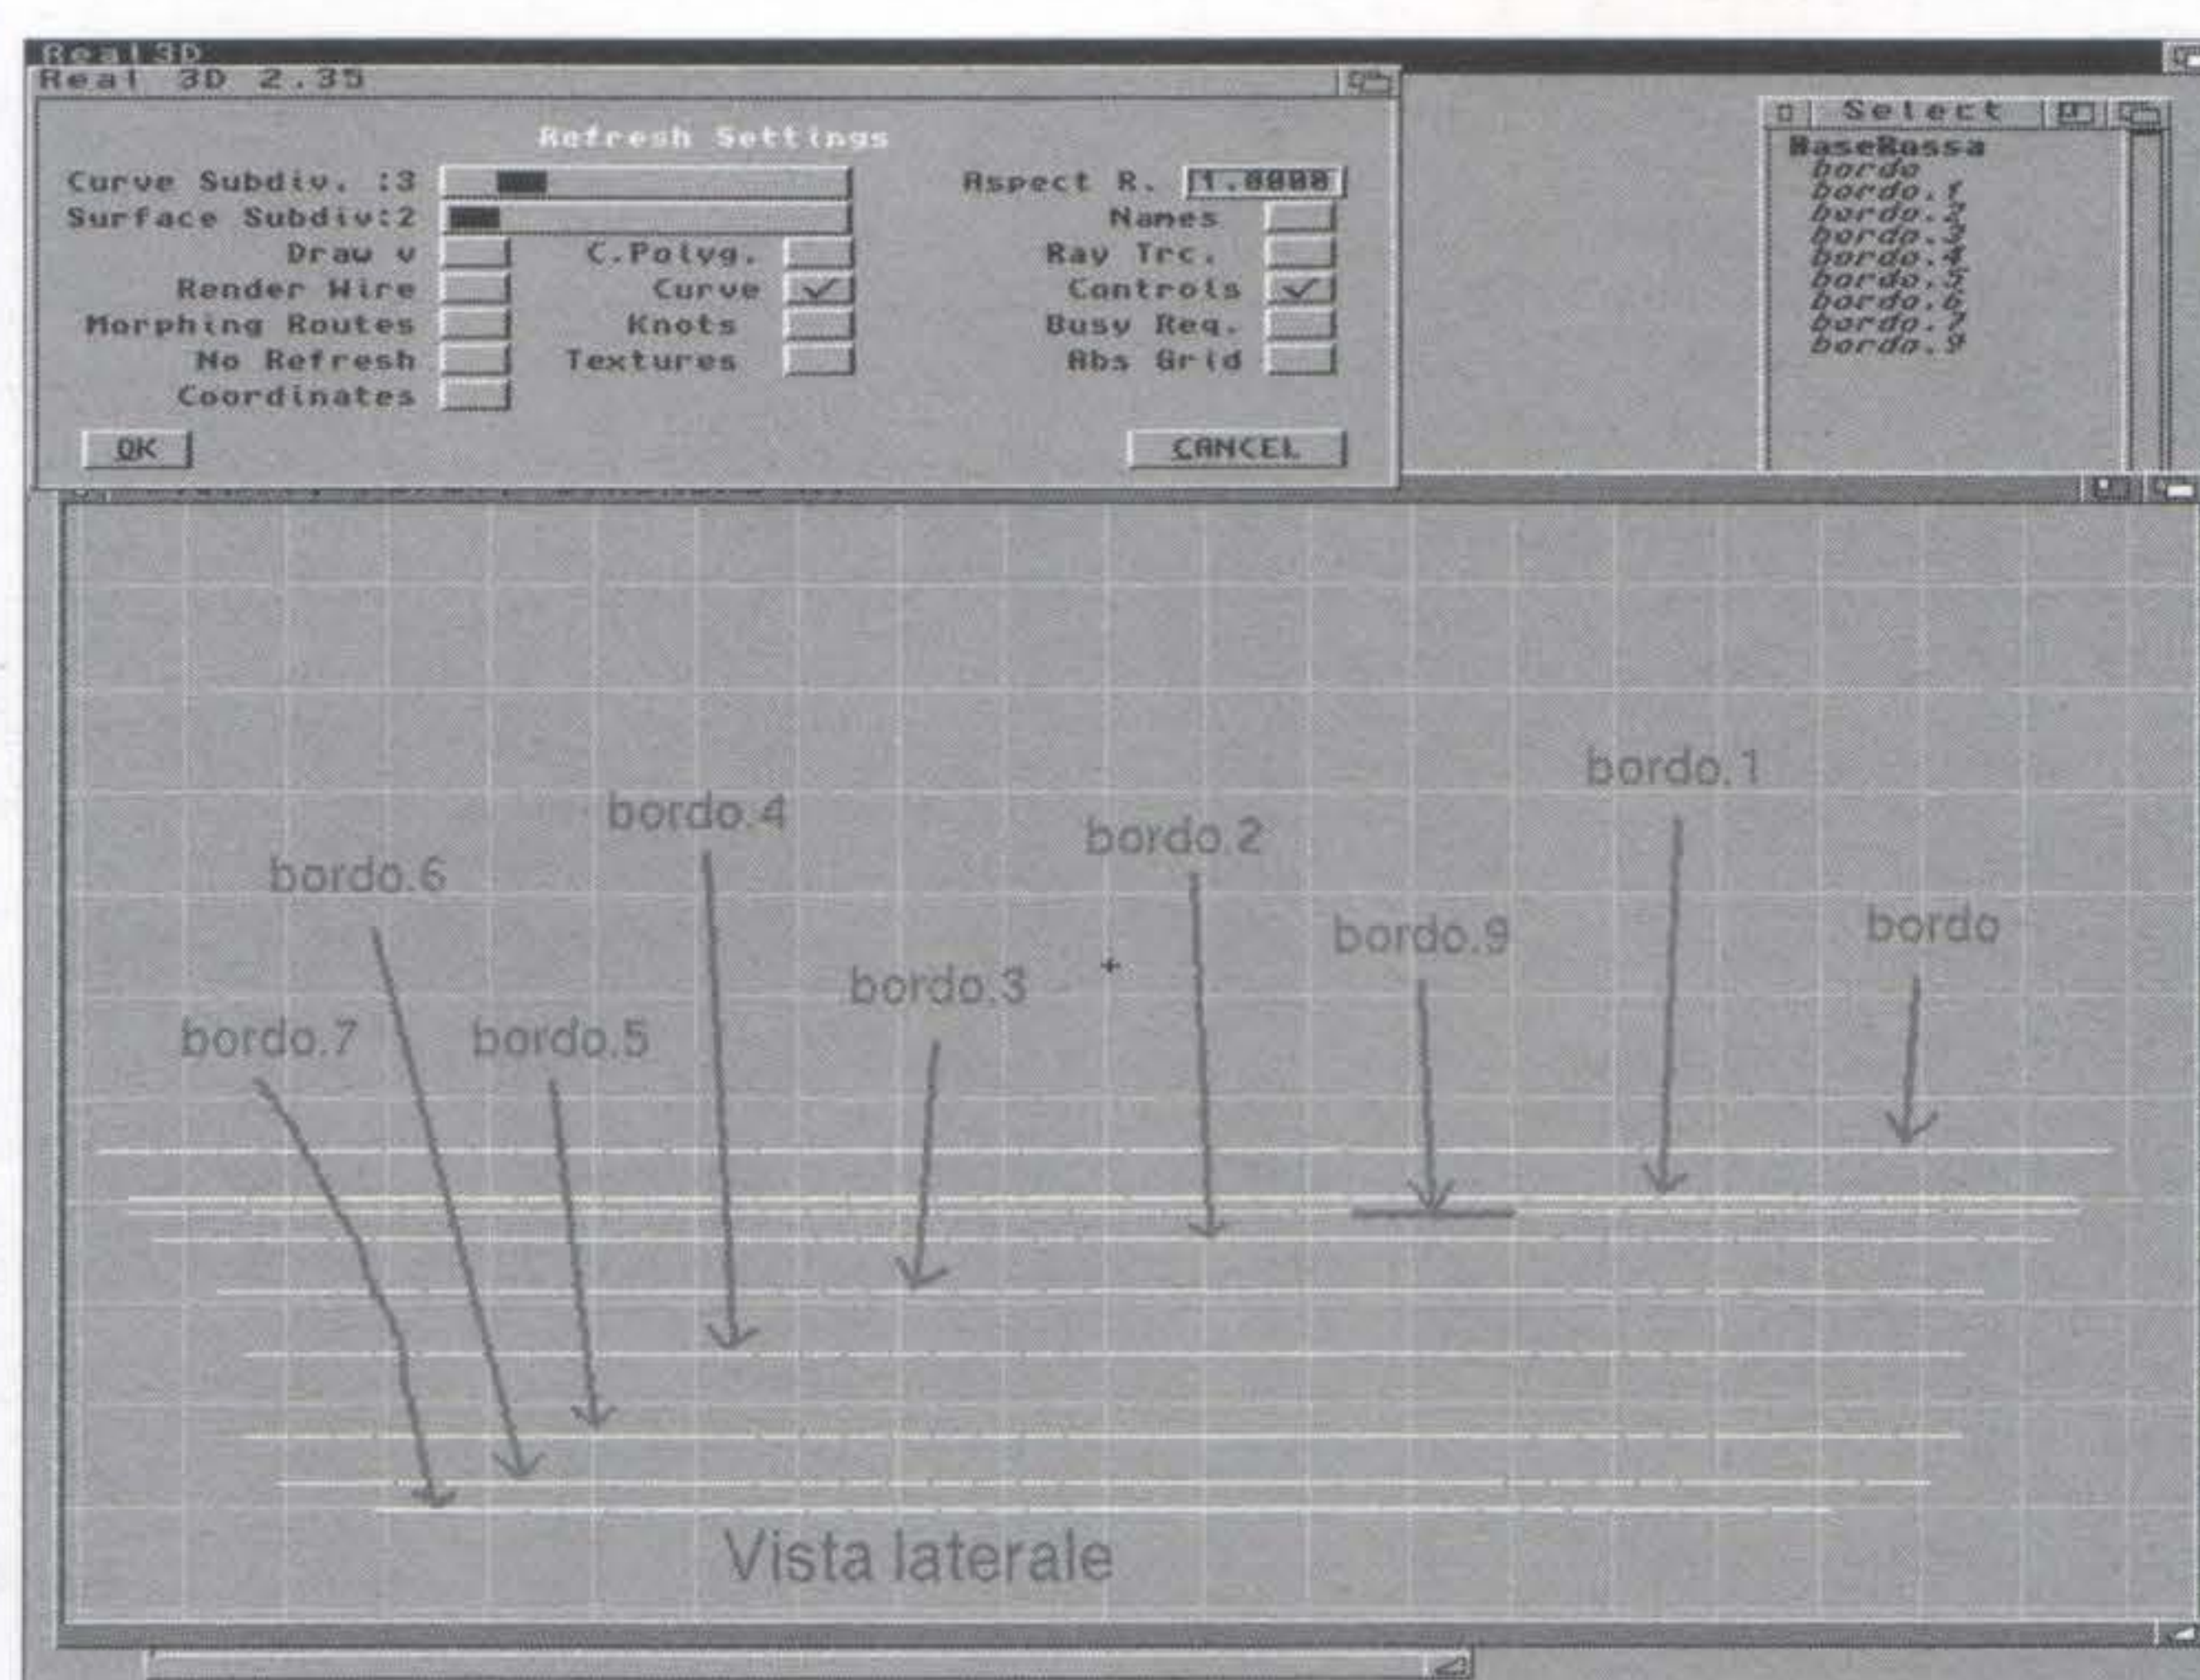 Real3D
Real 3D 2.35
Refresh Settings
Curve Subdiv. :3
Surface Subdiv:2
Draw v
Render Wire
Morphing Routes
No Refresh
Coordinates
C.Polyg.
Curve
Knots
Textures
Aspect R. 1.0000
Names
Ray Trc.
Controls
Busy Req.
Abs Grid
OK
CANCEL
Select
BaseRossa
bordo
bordo.1
bordo.2
bordo.3
bordo.4
bordo.5
bordo.6
bordo.7
bordo.9
bordo.1
bordo.4
bordo.2
bordo.6
bordo.9
bordo
bordo.3
bordo.7
bordo.5
Vista laterale